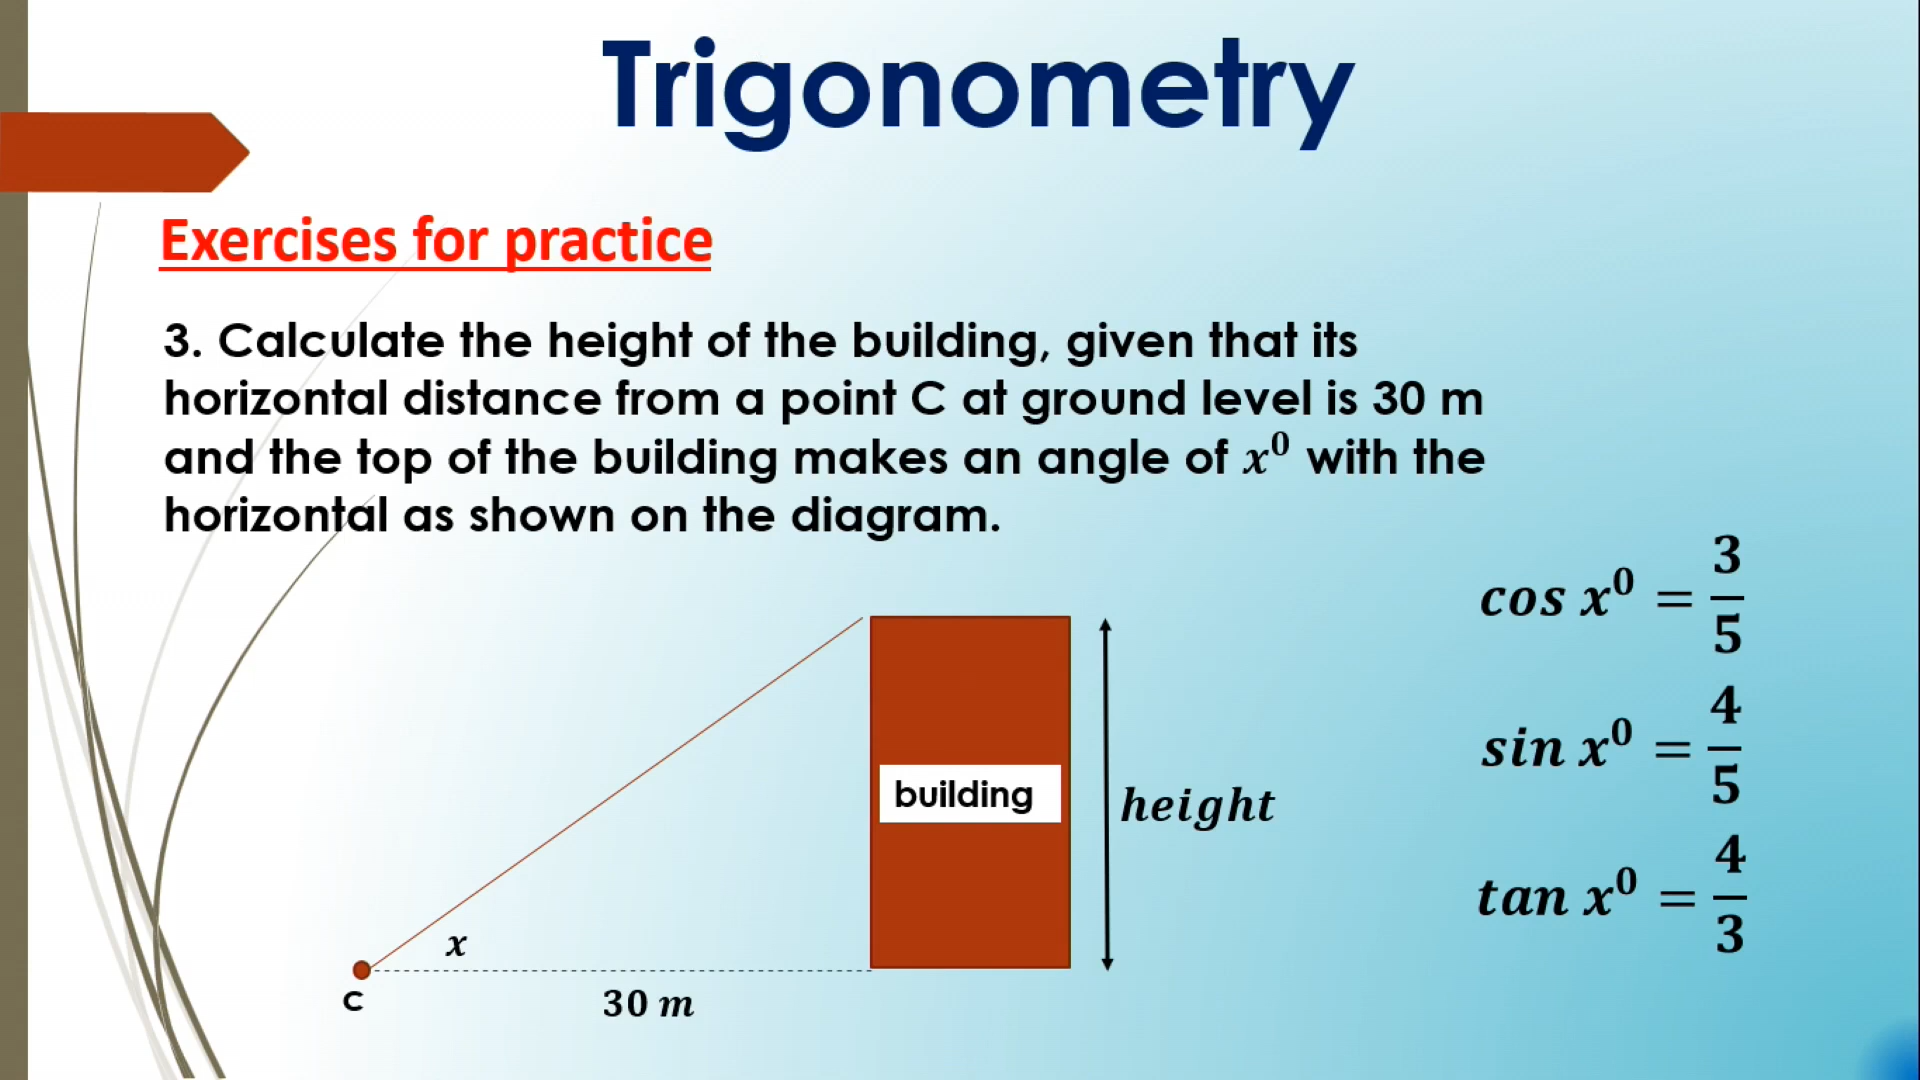 Trigonometry
Exercises for practice
3. Calculate the height of the building, given that its
horizontal distance from a point C at ground level is 30 m
and the top of the building makes an angle of x⁰ with the
horizontal as shown on the diagram.
cos x⁰ = 3/5
sin x⁰ = 4/5
tan x⁰ = 4/3
building
height
x
C
30 m